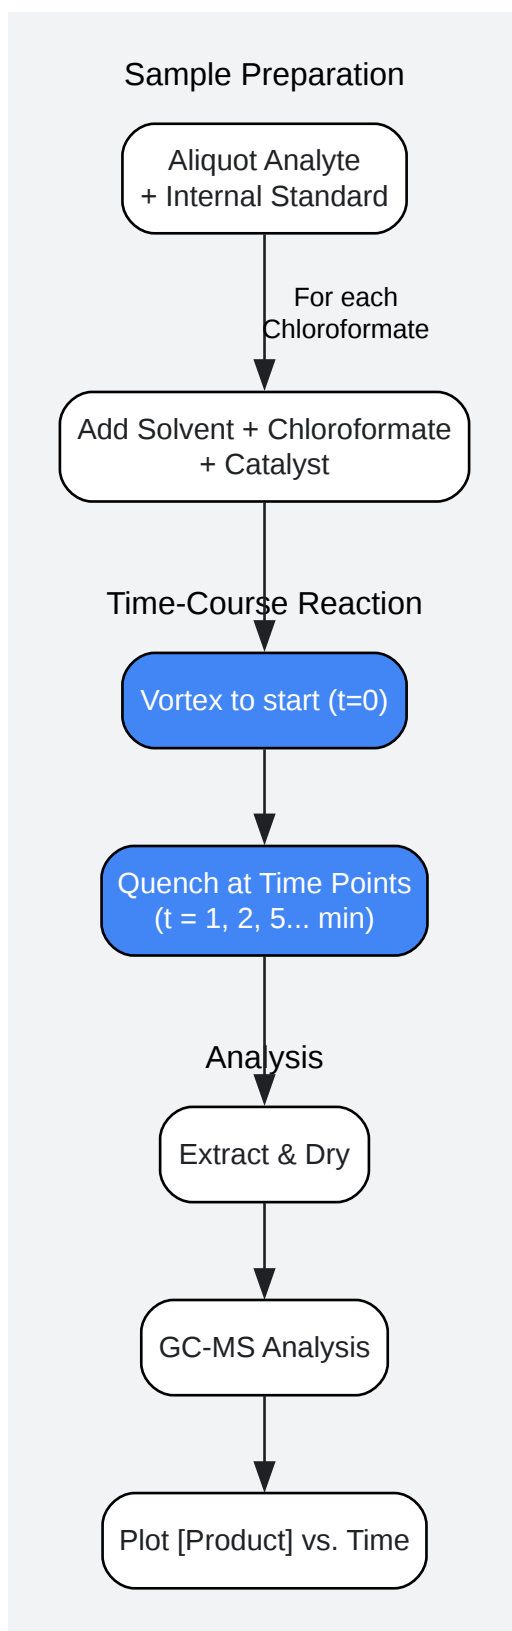 Sample Preparation
Aliquot Analyte
+ Internal Standard
For each
Chloroformate
Add Solvent + Chloroformate
+ Catalyst
Time-Course Reaction
Vortex to start (t=0)
Quench at Time Points
(t = 1, 2, 5... min)
Analysis
Extract & Dry
GC-MS Analysis
Plot [Product] vs. Time